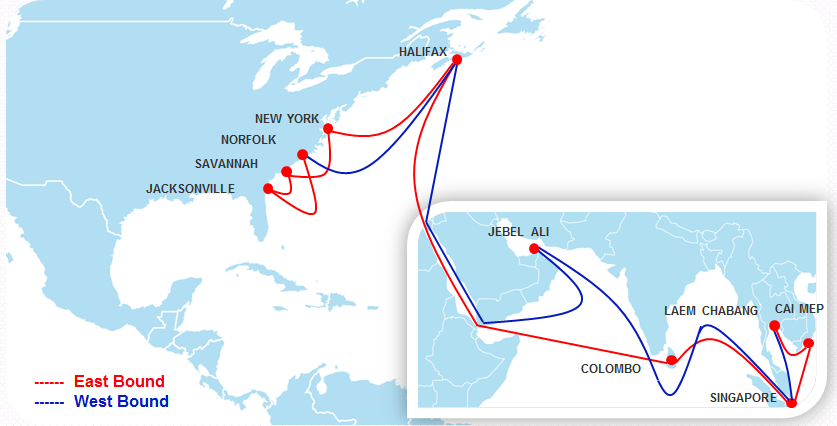 HALIFAX
NEW YORK
NORFOLK
SAVANNAH
JACKSONVILLE
JEBEL ALI
LAEM CHABANG
CAI MEP
COLOMBO
SINGAPORE
------ East Bound
------ West Bound